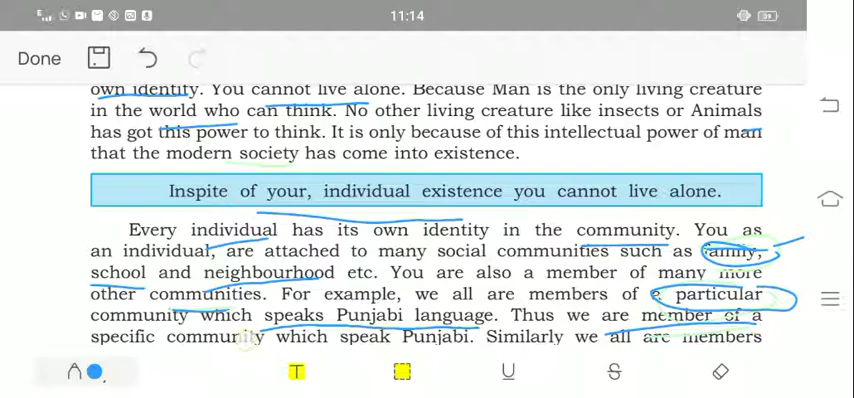 11:14
Done
own identity. You cannot live alone. Because Man is the only living creature
in the world who can think. No other living creature like insects or Animals
has got this power to think. It is only because of this intellectual power of man
that the modern society has come into existence.
Inspite of your, individual existence you cannot live alone.
Every individual has its own identity in the community. You as
an individual, are attached to many social communities such as family,
school and neighbourhood etc. You are also a member of many more
other communities. For example, we all are members of a particular
community which speaks Punjabi language. Thus we are member of a
specific community which speak Punjabi. Similarly we all are members
T
U
S